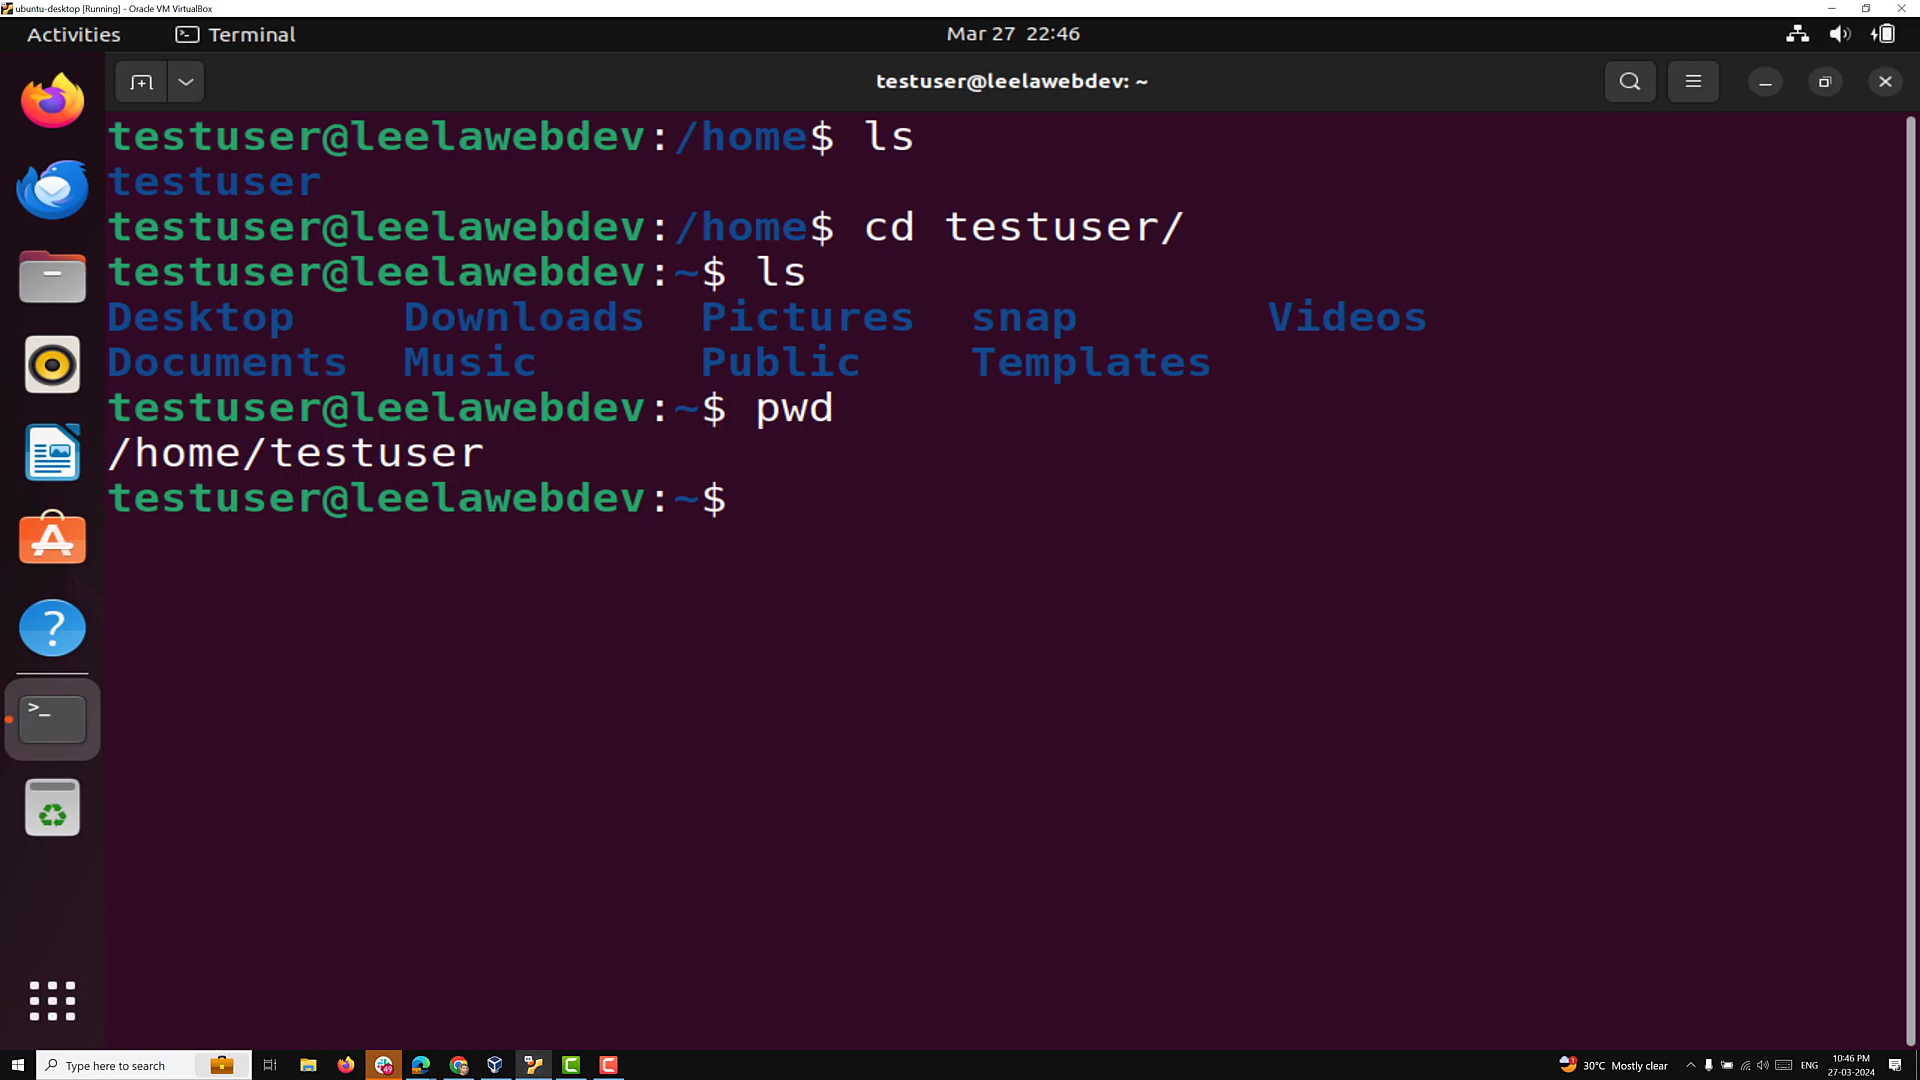 ubuntu-desktop [Running] - Oracle VM VirtualBox
Activities Terminal Mar 27 22:46
testuser@leelawebdev: ~
testuser@leelawebdev:/home$ ls
testuser
testuser@leelawebdev:/home$ cd testuser/
testuser@leelawebdev:~$ ls
Desktop Downloads Pictures snap Videos
Documents Music Public Templates
testuser@leelawebdev:~$ pwd
/home/testuser
testuser@leelawebdev:~$
Type here to search 49 1 30°C Mostly clear ENG 10:46 PM
27-03-2024